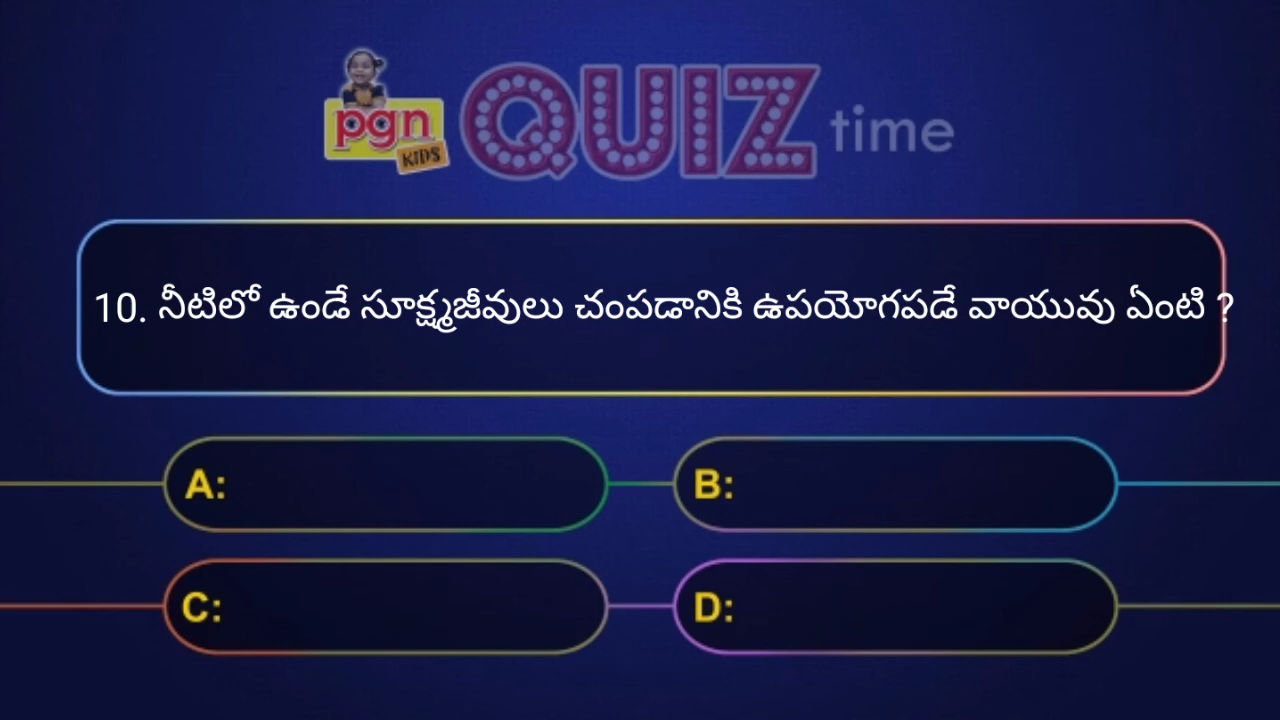 pgn
KIDS
QUIZ time
10. నీటిలో ఉండే సూక్ష్మజీవులు చంపడానికి ఉపయోగపడే వాయువు ఏంటి ?
A:
B:
C:
D: